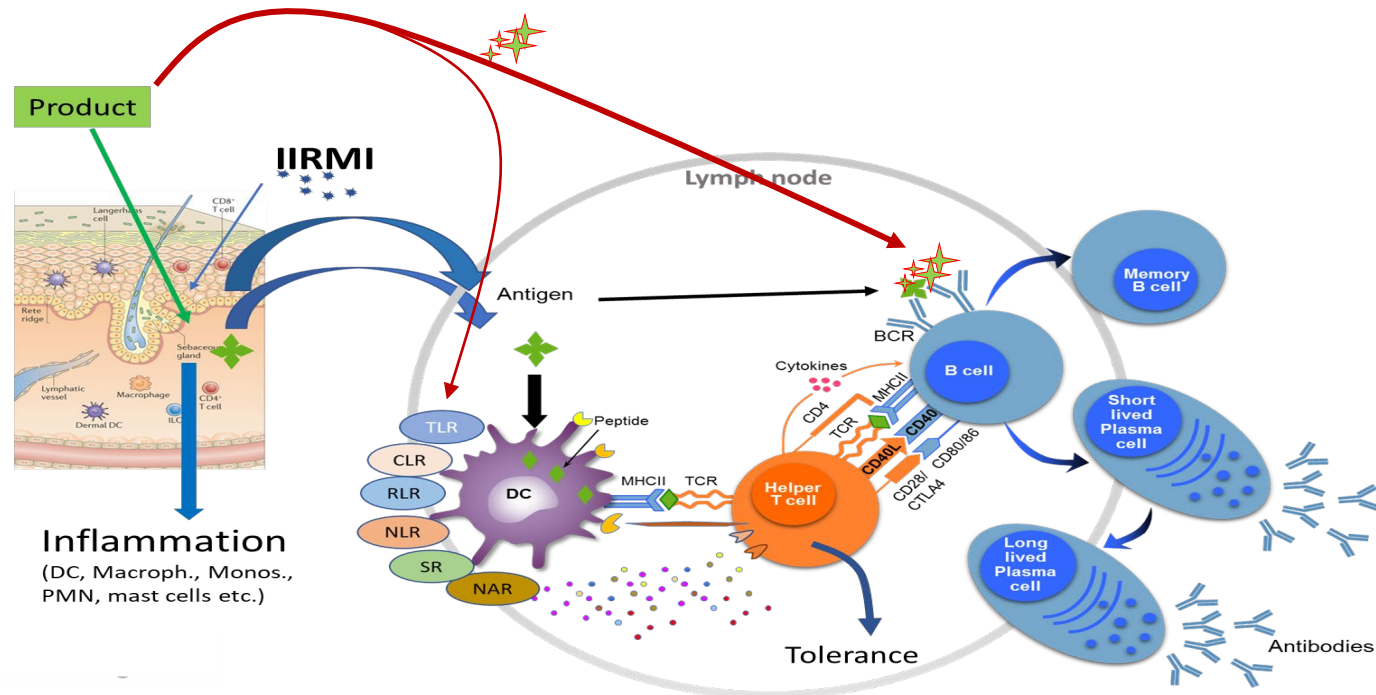 Product
IIRMI
Lymph node
Langerhans
cell
CD8+
T cell
Rete
ridge
Sebaceous
gland
Lymphatic
vessel
Macrophage
Dermal DC
ILC
CD4+
T cell
Inflammation
(DC, Macroph., Monos.,
PMN, mast cells etc.)
Antigen
TLR
CLR
RLR
NLR
SR
NAR
Peptide
DC
MHCII
TCR
Helper
T cell
Tolerance
Cytokines
CD4
TCR
MHCII
CD40L
CD40
CD28/
CTLA4
CD80/86
BCR
B cell
Memory
B cell
Short
lived
Plasma
cell
Long
lived
Plasma
cell
Antibodies